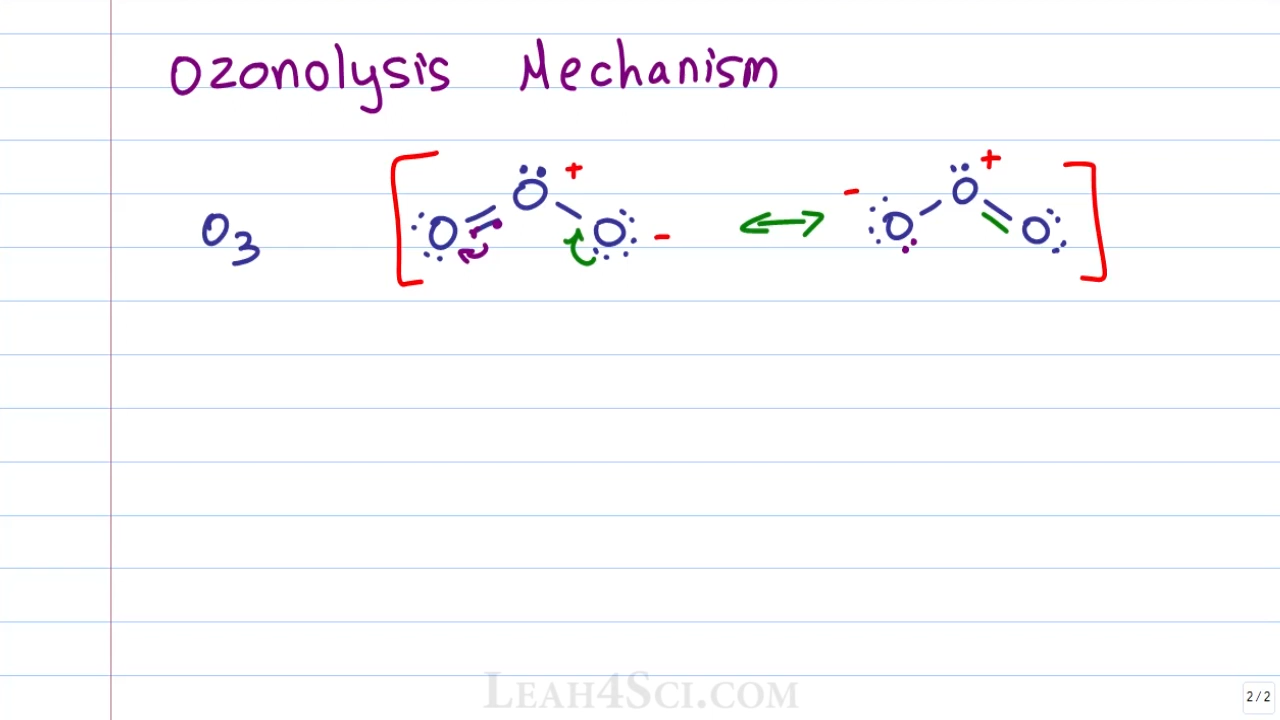 Ozonolysis Mechanism
O3 [ O = O + - O - ↔ - O - O + = O ]
LEAH4SCI.COM
2 / 2